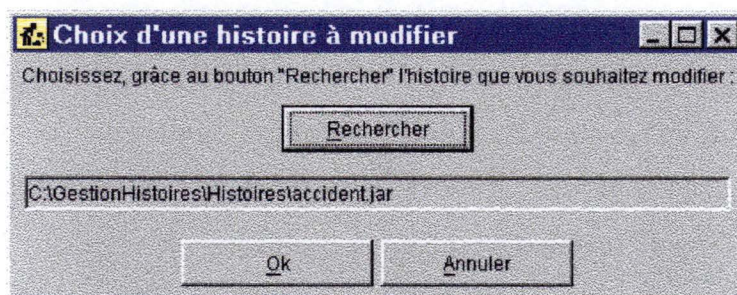 Choix d'une histoire à modifier
Choisissez, grâce au bouton "Rechercher" l'histoire que vous souhaitez modifier :
Rechercher
C:\GestionHistoires\Histoires\accident.jar
Ok
Annuler